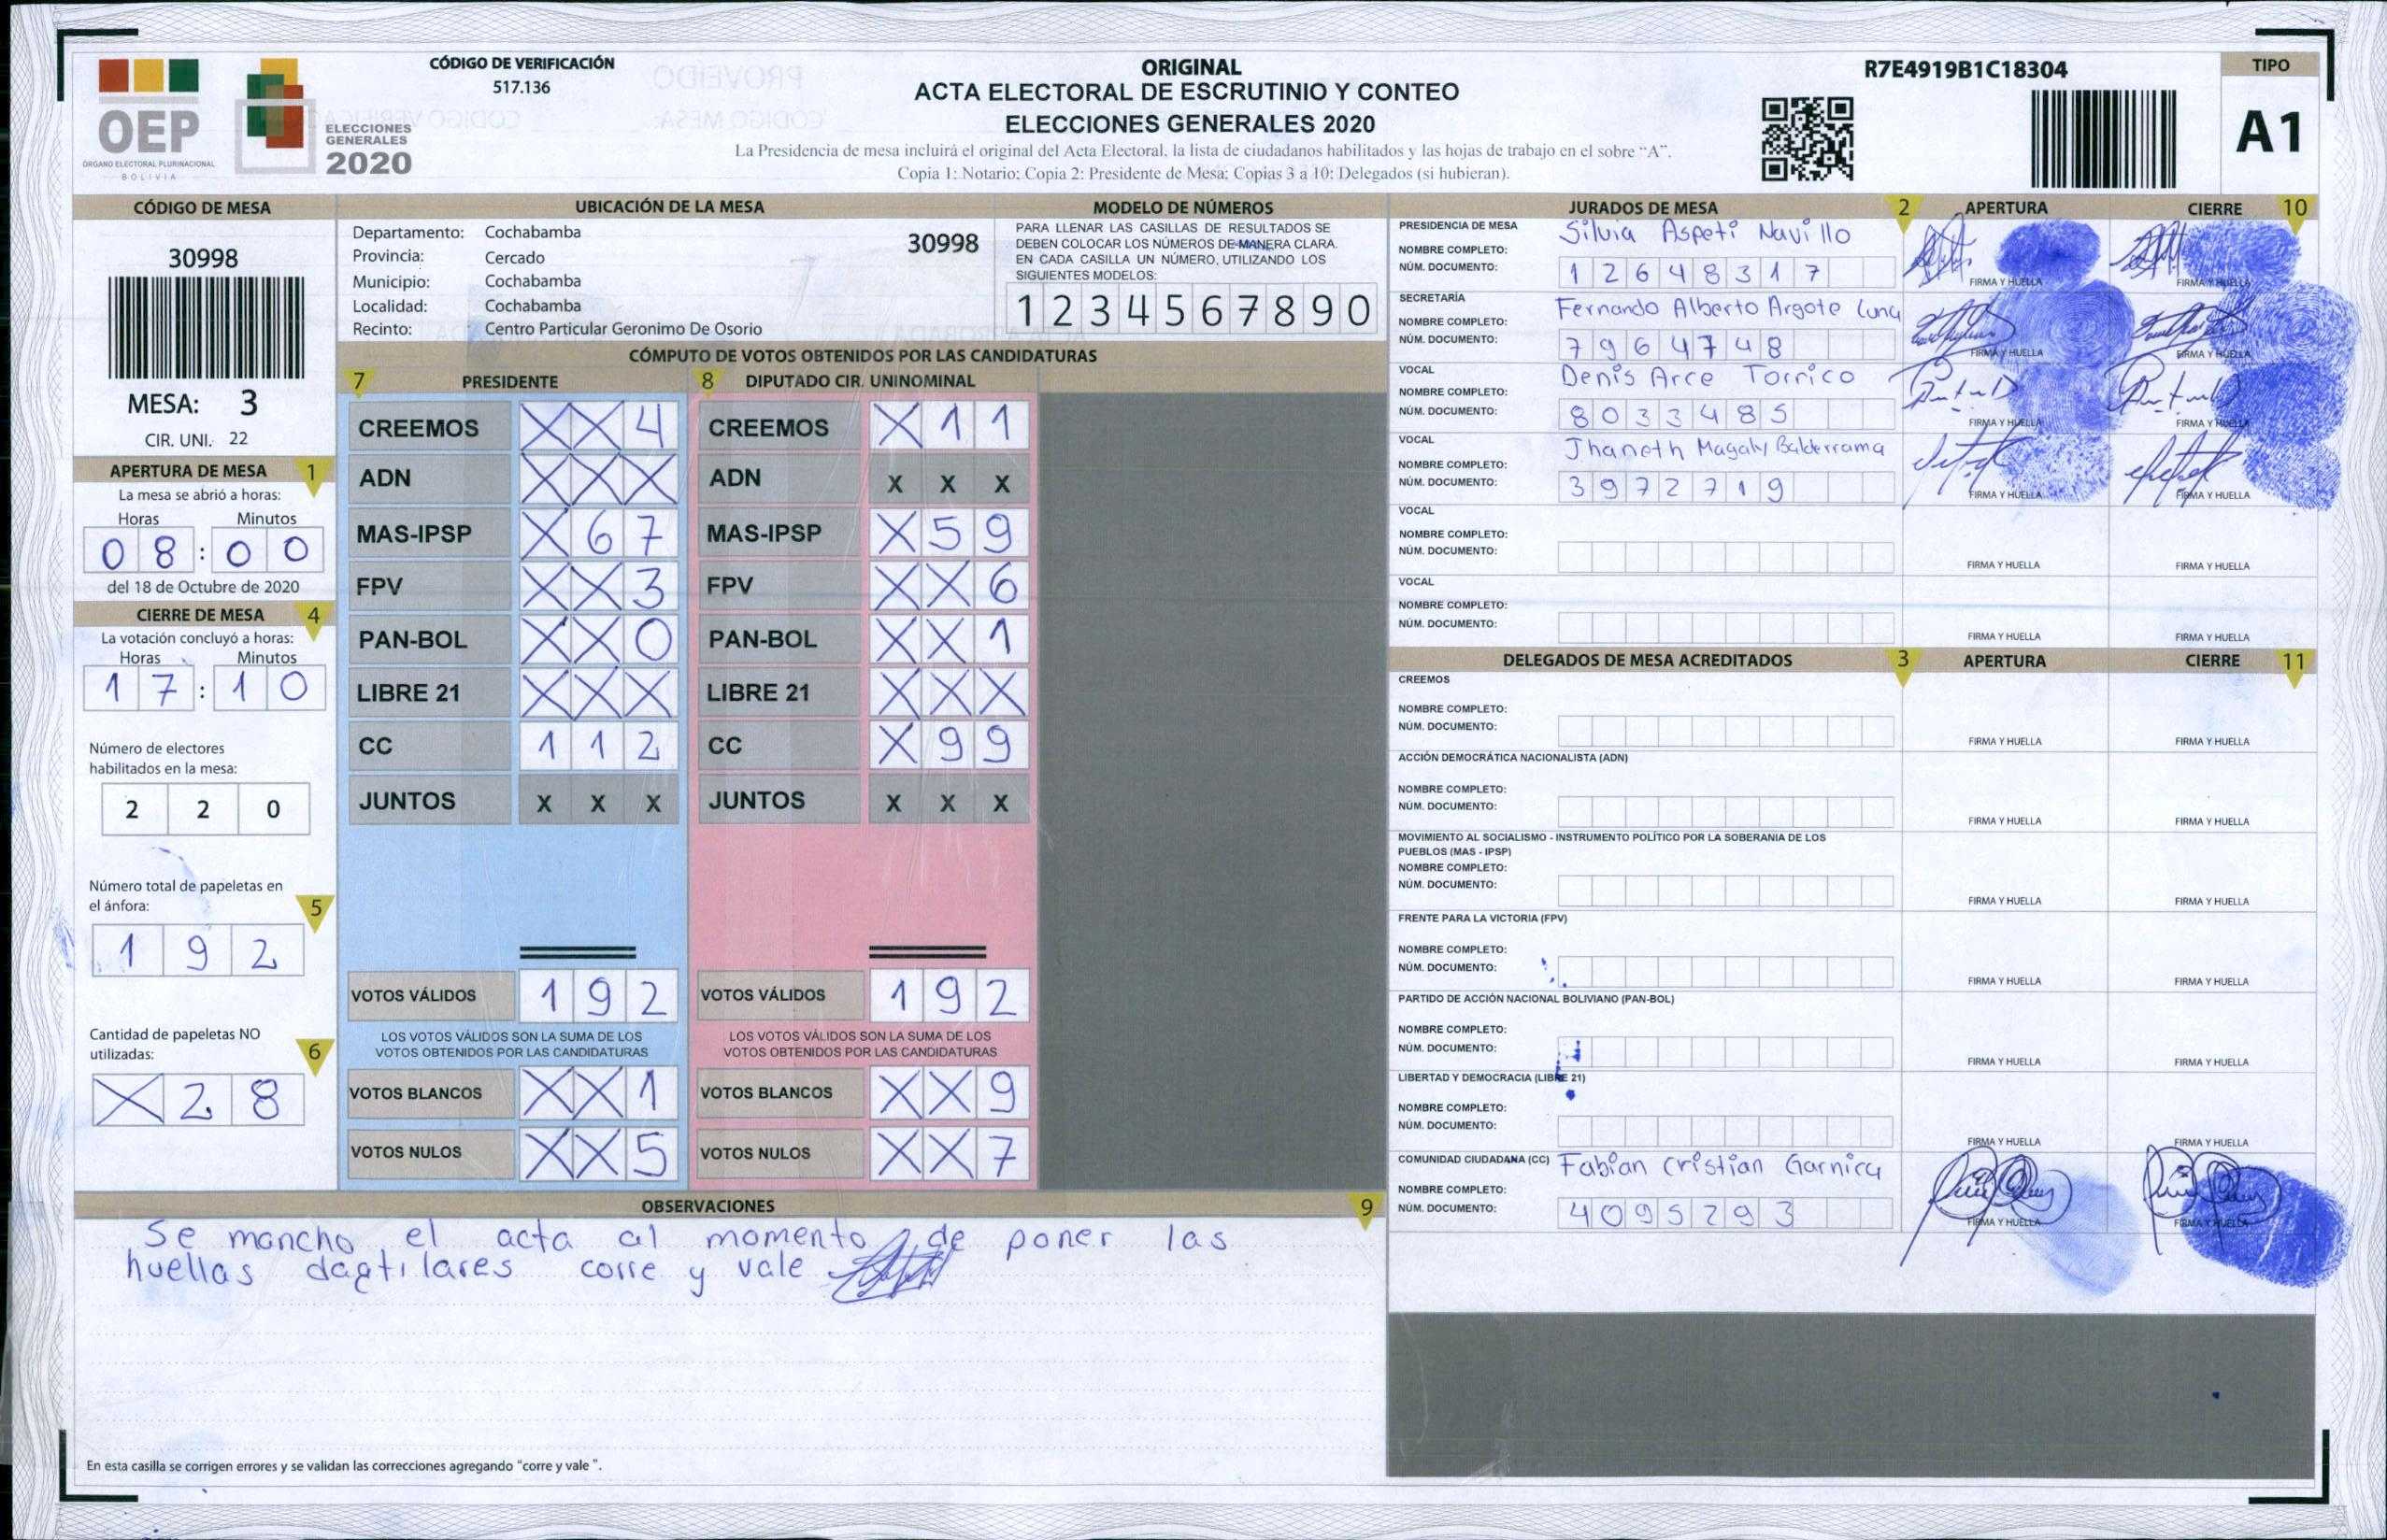 CÓDIGO DE VERIFICACIÓN
517.136
OEP
ÓRGANO ELECTORAL PLURINACIONAL
BOLIVIA
ELECCIONES
GENERALES
2020
ORIGINAL
ACTA ELECTORAL DE ESCRUTINIO Y CONTEO
ELECCIONES GENERALES 2020
La Presidencia de mesa incluirá el original del Acta Electoral, la lista de ciudadanos habilitados y las hojas de trabajo en el sobre "A".
Copia 1: Notario; Copia 2: Presidente de Mesa; Copias 3 a 10: Delegados (si hubieran).
R7E4919B1C18304
TIPO
A1
CÓDIGO DE MESA
30998
MESA: 3
CIR. UNI. 22
APERTURA DE MESA 1
La mesa se abrió a horas:
Horas Minutos
08:00
del 18 de Octubre de 2020
CIERRE DE MESA 4
La votación concluyó a horas:
Horas Minutos
17:10
Número de electores
habilitados en la mesa:
2 2 0
Número total de papeletas en
el ánfora: 5
1 9 2
Cantidad de papeletas NO
utilizadas: 6
X 2 8
UBICACIÓN DE LA MESA
Departamento: Cochabamba
30998
Provincia: Cercado
Municipio: Cochabamba
Localidad: Cochabamba
Recinto: Centro Particular Geronimo De Osorio
MODELO DE NÚMEROS
PARA LLENAR LAS CASILLAS DE RESULTADOS SE
DEBEN COLOCAR LOS NÚMEROS DE MANERA CLARA.
EN CADA CASILLA UN NÚMERO, UTILIZANDO LOS
SIGUIENTES MODELOS:
1 2 3 4 5 6 7 8 9 0
CÓMPUTO DE VOTOS OBTENIDOS POR LAS CANDIDATURAS
7 PRESIDENTE
CREEMOS X X 4
ADN X X X
MAS-IPSP X 6 7
FPV X X 3
PAN-BOL X X 0
LIBRE 21 X X X
CC 1 1 2
JUNTOS X X X
VOTOS VÁLIDOS 1 9 2
LOS VOTOS VÁLIDOS SON LA SUMA DE LOS
VOTOS OBTENIDOS POR LAS CANDIDATURAS
VOTOS BLANCOS X X 1
VOTOS NULOS X X 5
8 DIPUTADO CIR. UNINOMINAL
CREEMOS X 1 1
ADN X X X
MAS-IPSP X 5 9
FPV X X 6
PAN-BOL X X 1
LIBRE 21 X X X
CC X 9 9
JUNTOS X X X
VOTOS VÁLIDOS 1 9 2
LOS VOTOS VÁLIDOS SON LA SUMA DE LOS
VOTOS OBTENIDOS POR LAS CANDIDATURAS
VOTOS BLANCOS X X 9
VOTOS NULOS X X 7
OBSERVACIONES 9
Se mancho el acta al momento de poner las
huellas dactilares corre y vale
En esta casilla se corrigen errores y se validan las correcciones agregando "corre y vale ".
JURADOS DE MESA 2 APERTURA CIERRE 10
PRESIDENCIA DE MESA
NOMBRE COMPLETO: Silvia Aspeti Navillo
NÚM. DOCUMENTO: 12648317
FIRMA Y HUELLA FIRMA Y HUELLA
SECRETARÍA
NOMBRE COMPLETO: Fernando Alberto Argote Luna
NÚM. DOCUMENTO: 7964748
FIRMA Y HUELLA FIRMA Y HUELLA
VOCAL
NOMBRE COMPLETO: Denis Arce Torrico
NÚM. DOCUMENTO: 8033485
FIRMA Y HUELLA FIRMA Y HUELLA
VOCAL
NOMBRE COMPLETO: Jhaneth Magaly Balderrama
NÚM. DOCUMENTO: 3972719
FIRMA Y HUELLA FIRMA Y HUELLA
VOCAL
NOMBRE COMPLETO:
NÚM. DOCUMENTO:
FIRMA Y HUELLA FIRMA Y HUELLA
VOCAL
NOMBRE COMPLETO:
NÚM. DOCUMENTO:
FIRMA Y HUELLA FIRMA Y HUELLA
DELEGADOS DE MESA ACREDITADOS 3 APERTURA CIERRE 11
CREEMOS
NOMBRE COMPLETO:
NÚM. DOCUMENTO:
FIRMA Y HUELLA FIRMA Y HUELLA
ACCIÓN DEMOCRÁTICA NACIONALISTA (ADN)
NOMBRE COMPLETO:
NÚM. DOCUMENTO:
FIRMA Y HUELLA FIRMA Y HUELLA
MOVIMIENTO AL SOCIALISMO - INSTRUMENTO POLÍTICO POR LA SOBERANIA DE LOS
PUEBLOS (MAS - IPSP)
NOMBRE COMPLETO:
NÚM. DOCUMENTO:
FIRMA Y HUELLA FIRMA Y HUELLA
FRENTE PARA LA VICTORIA (FPV)
NOMBRE COMPLETO:
NÚM. DOCUMENTO:
FIRMA Y HUELLA FIRMA Y HUELLA
PARTIDO DE ACCIÓN NACIONAL BOLIVIANO (PAN-BOL)
NOMBRE COMPLETO:
NÚM. DOCUMENTO:
FIRMA Y HUELLA FIRMA Y HUELLA
LIBERTAD Y DEMOCRACIA (LIBRE 21)
NOMBRE COMPLETO:
NÚM. DOCUMENTO:
FIRMA Y HUELLA FIRMA Y HUELLA
COMUNIDAD CIUDADANA (CC) Fabian Cristian Garnica
NOMBRE COMPLETO:
NÚM. DOCUMENTO: 4095293
FIRMA Y HUELLA FIRMA Y HUELLA